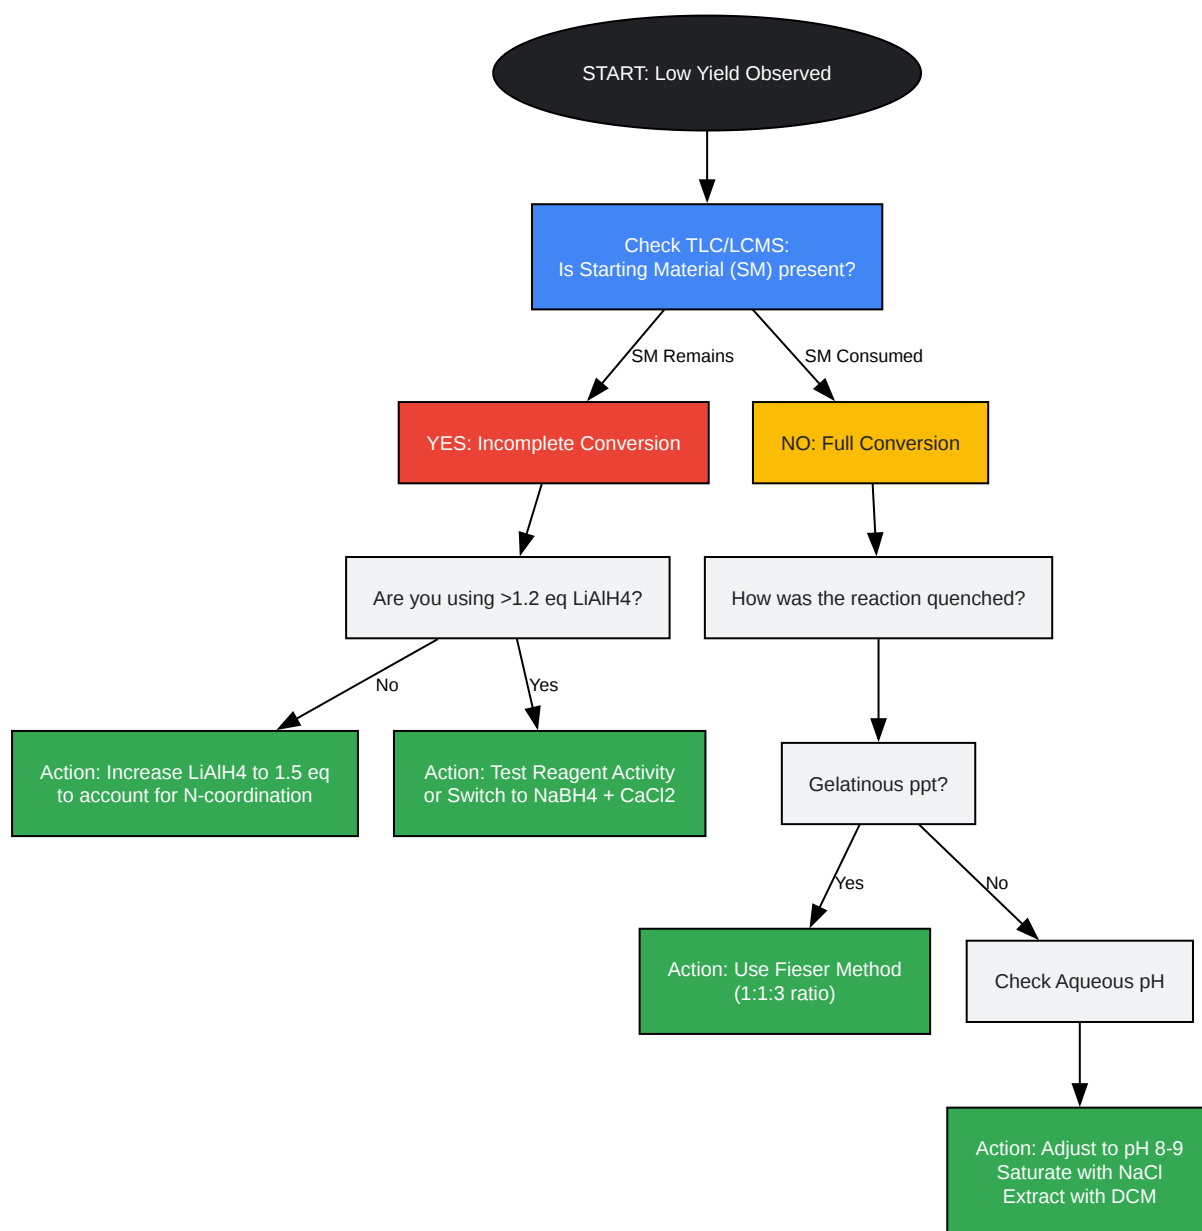 START: Low Yield Observed
Check TLC/LCMS:
Is Starting Material (SM) present?
SM Remains
SM Consumed
YES: Incomplete Conversion
NO: Full Conversion
Are you using >1.2 eq LiAlH4?
How was the reaction quenched?
No
Yes
Action: Increase LiAlH4 to 1.5 eq
to account for N-coordination
Action: Test Reagent Activity
or Switch to NaBH4 + CaCl2
Gelatinous ppt?
Yes
No
Action: Use Fieser Method
(1:1:3 ratio)
Check Aqueous pH
Action: Adjust to pH 8-9
Saturate with NaCl
Extract with DCM